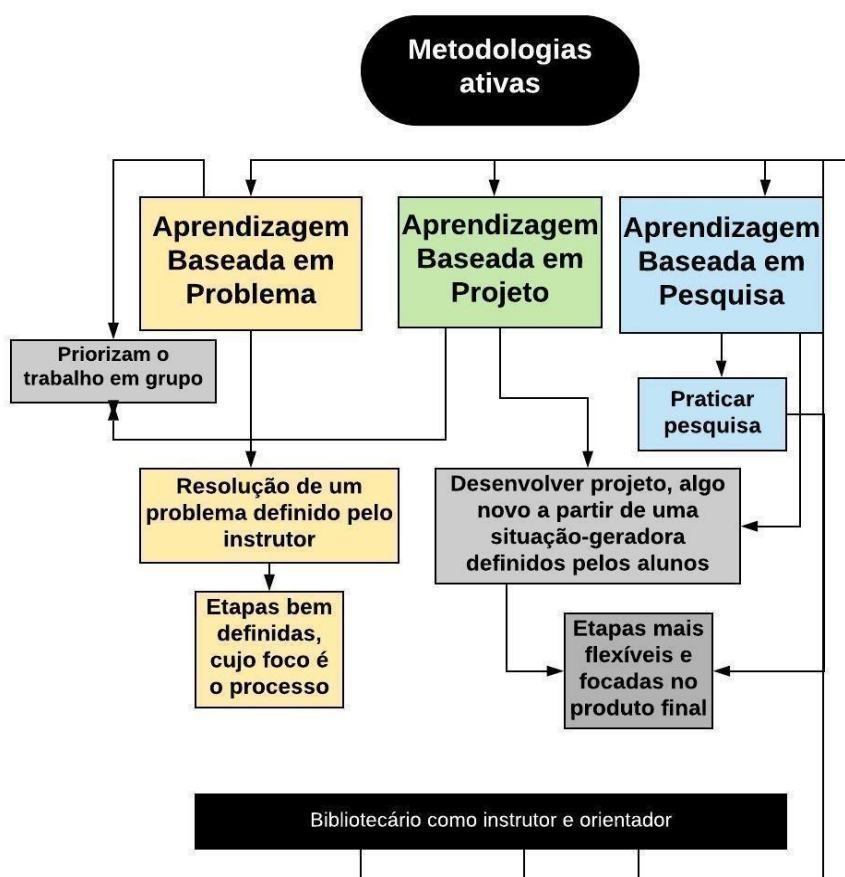 Metodologias
ativas
Aprendizagem
Baseada em
Problema
Aprendizagem
Baseada em
Projeto
Aprendizagem
Baseada em
Pesquisa
Priorizam o
trabalho em grupo
Praticar
pesquisa
Resolução de um
problema definido pelo
instrutor
Desenvolver projeto, algo
novo a partir de uma
situação-geradora
definidos pelos alunos
Etapas bem
definidas,
cujo foco é
o processo
Etapas mais
flexíveis e
focadas no
produto final
Bibliotecário como instrutor e orientador